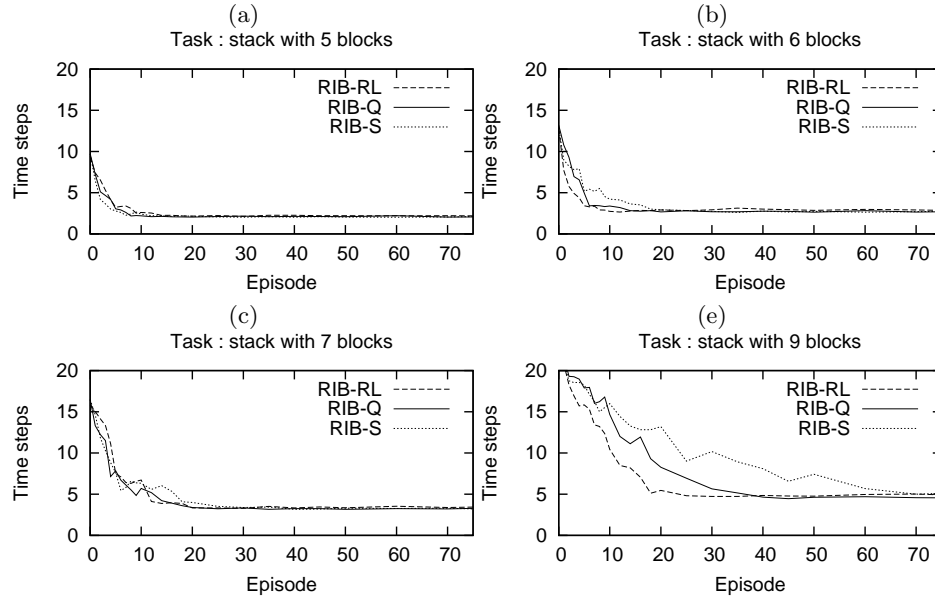 (a)
Task : stack with 5 blocks
20
15
10
5
0
Time steps
RIB-RL
RIB-Q
RIB-S
0 10 20 30 40 50 60 70
Episode
(b)
Task : stack with 6 blocks
20
15
10
5
0
Time steps
RIB-RL
RIB-Q
RIB-S
0 10 20 30 40 50 60 70
Episode
(c)
Task : stack with 7 blocks
20
15
10
5
0
Time steps
RIB-RL
RIB-Q
RIB-S
0 10 20 30 40 50 60 70
Episode
(e)
Task : stack with 9 blocks
20
15
10
5
0
Time steps
RIB-RL
RIB-Q
RIB-S
0 10 20 30 40 50 60 70
Episode